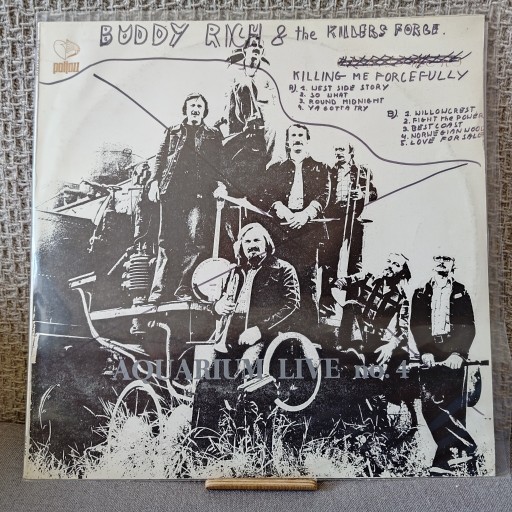 BUDDY RICH & the KILLERS FORCE.
poljazz
KILLING ME FORCEFULLY
A) 1. WEST SIDE STORY
2. SO WHAT
3. ROUND MIDNIGHT
4. YA GOTTA TRY
B) 1. WILLOWCREST
2. FIGHT THE POWER
3. BEST COAST
4. NORWEGIAN WOO
5. LOVE FOR SALE
AQUARIUM LIVE no. 4